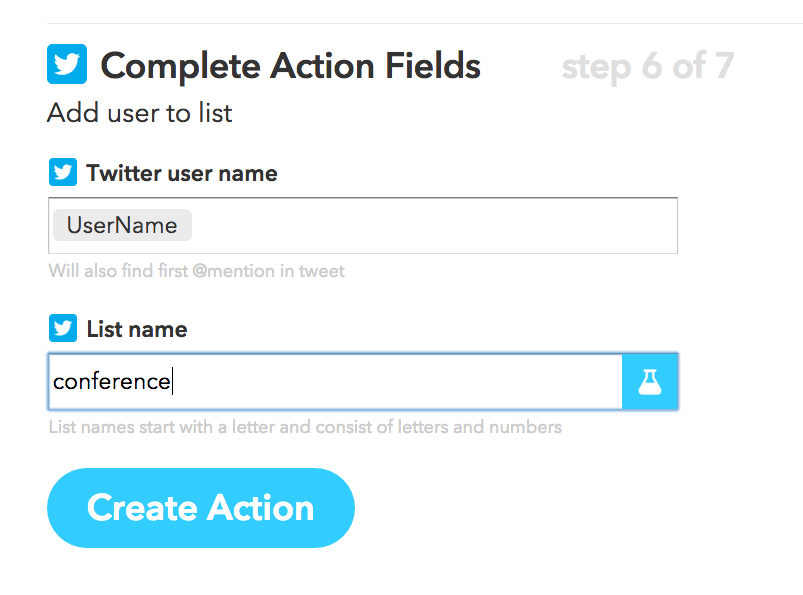 Complete Action Fields step 6 of 7
Add user to list
Twitter user name
UserName
Will also find first @mention in tweet
List name
conference
List names start with a letter and consist of letters and numbers
Create Action